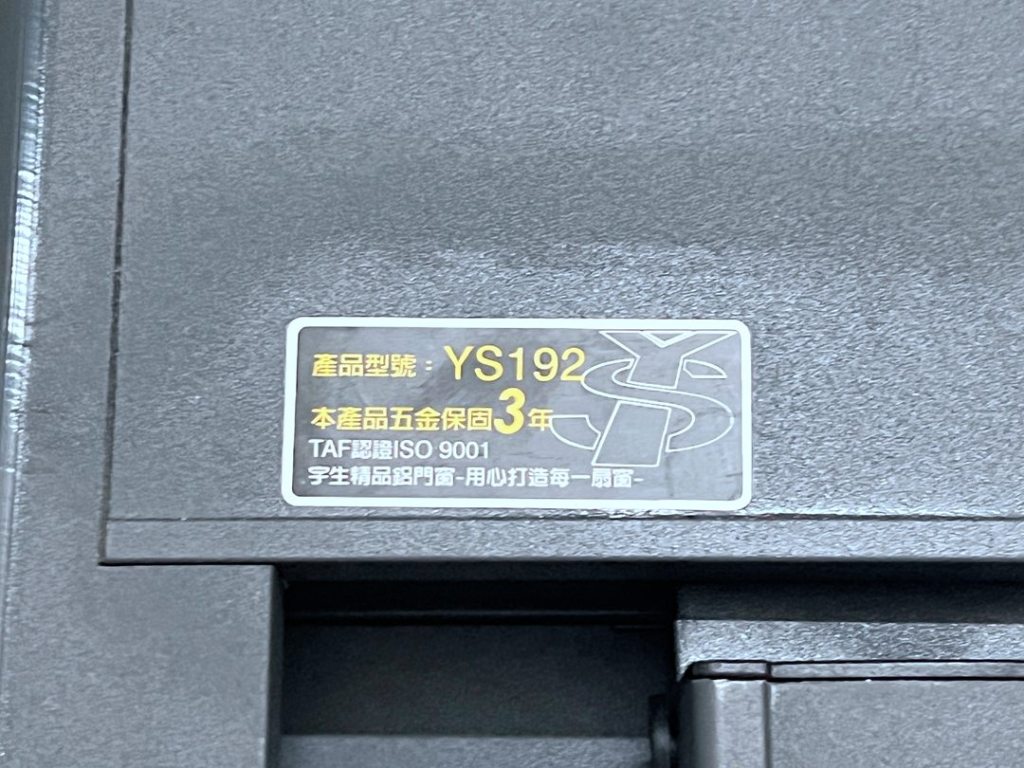 產品型號：YS192
本產品五金保固3年
TAF認證ISO 9001
宇生精品鋁門窗-用心打造每一扇窗-
YS